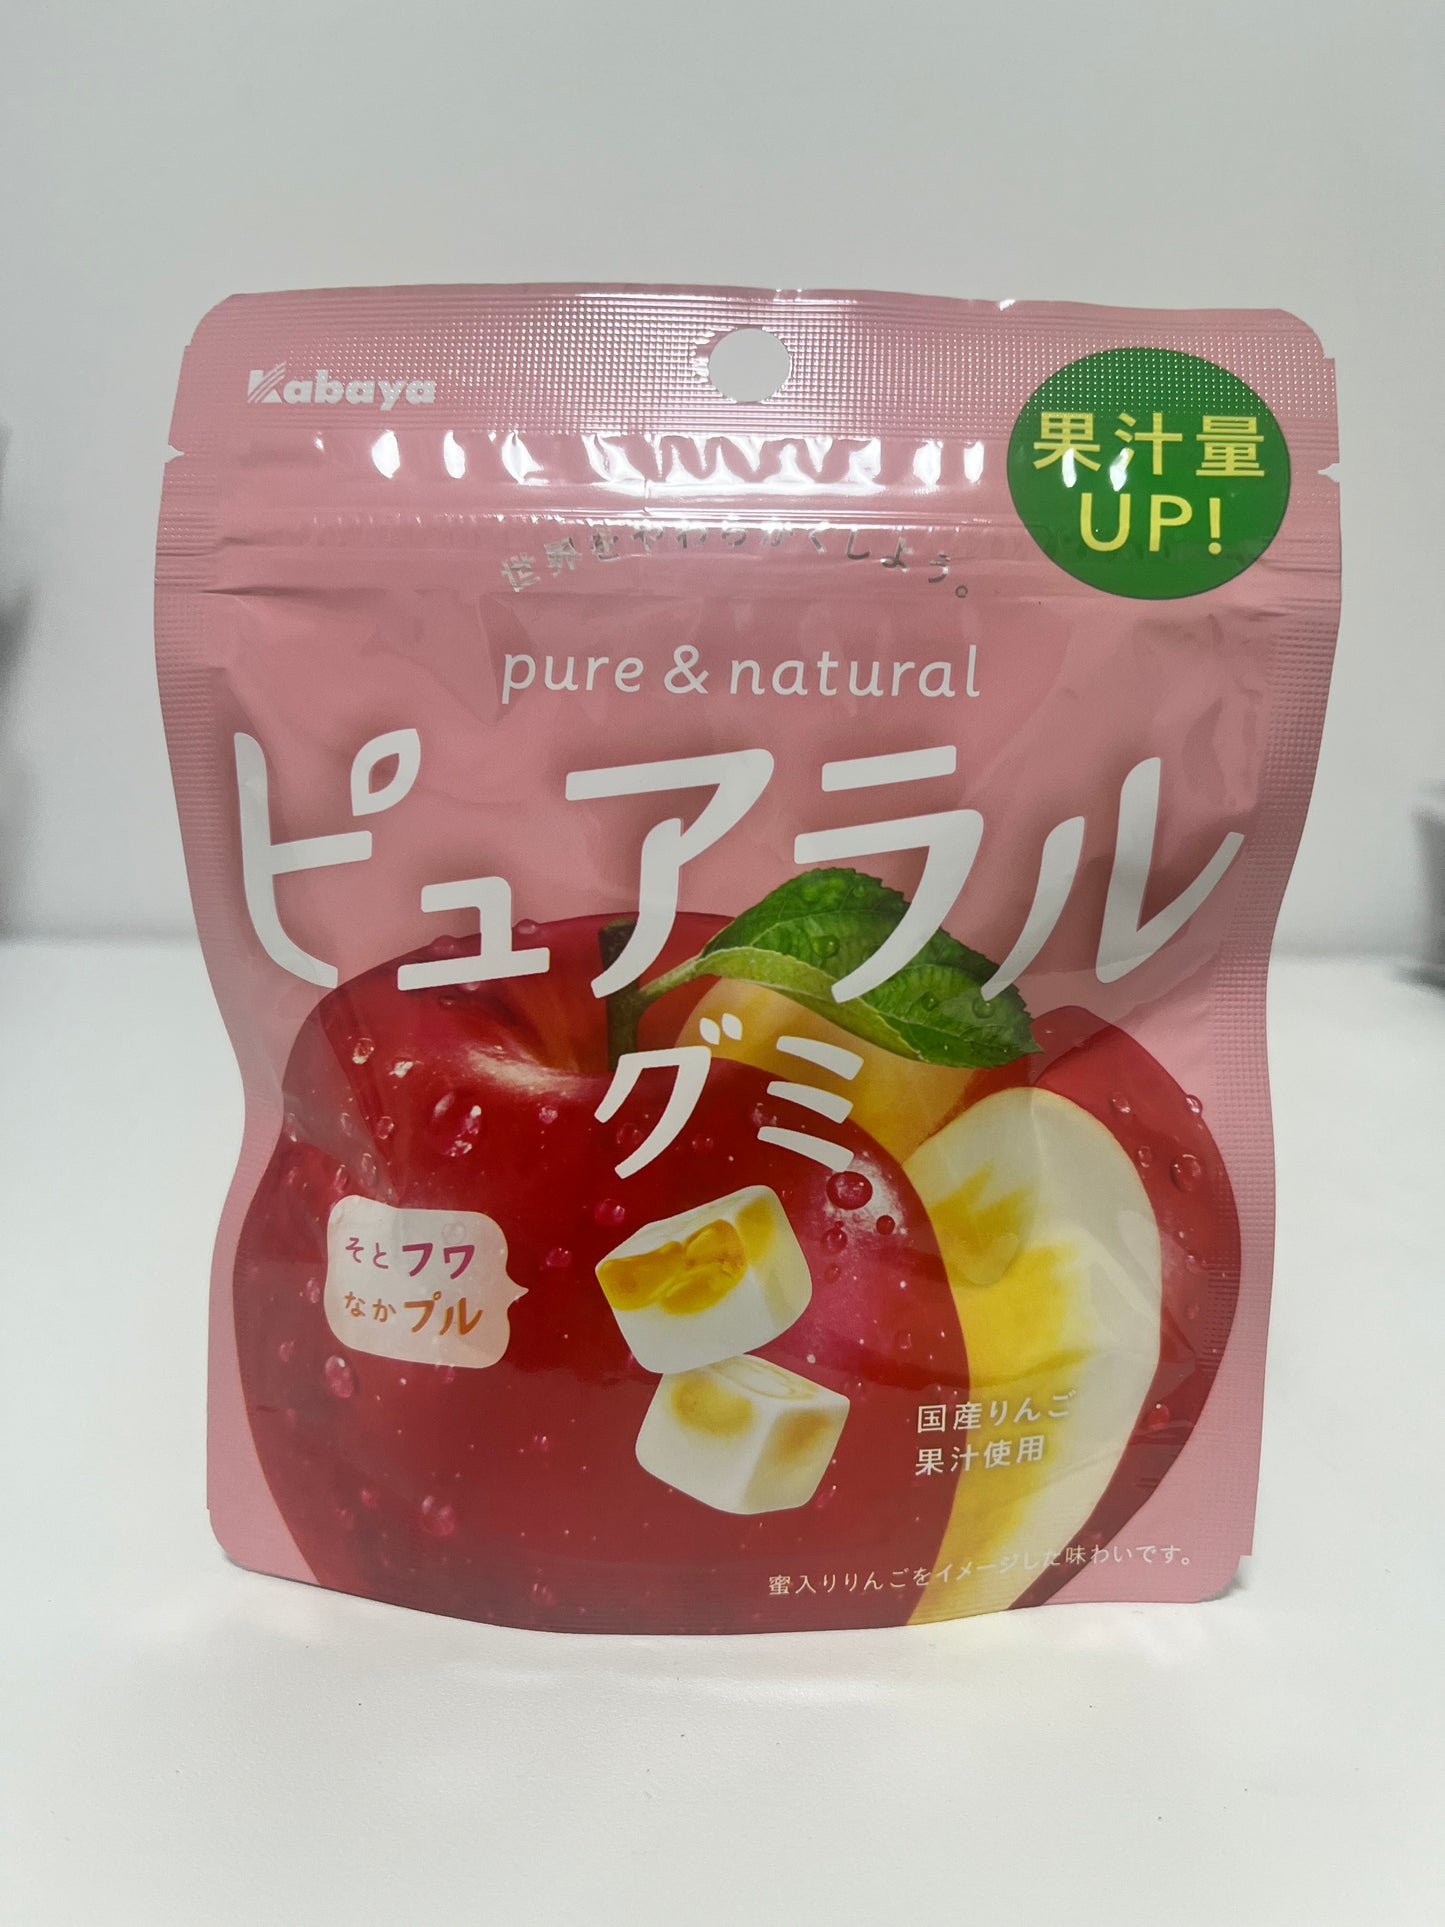 Kabaya
果汁量
UP!
世界をやわらかくしよう。
pure & natural
ピュアラル
グミ
そとフワ
なかプル
国産りんご
果汁使用
蜜入りりんごをイメージした味わいです。